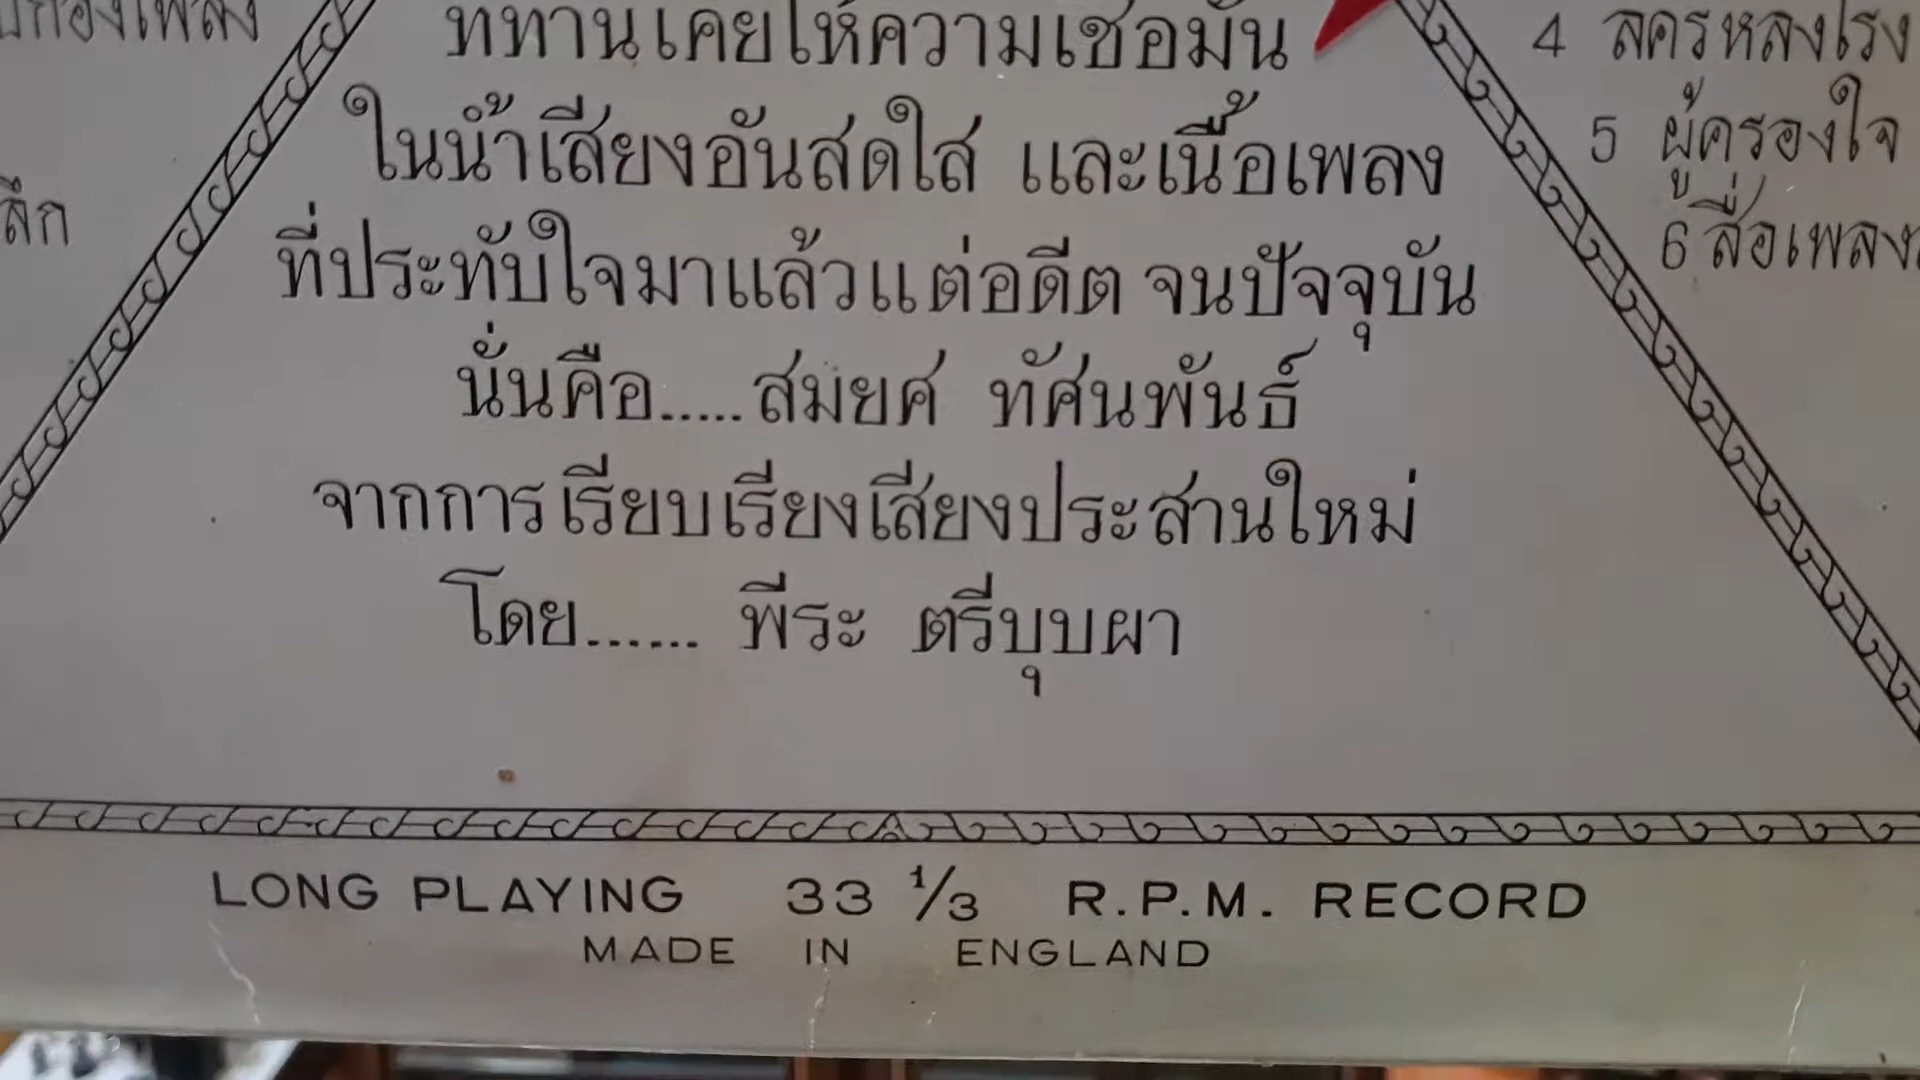 ที่ท่านเคยให้ความเชื่อมั่น
ในน้ำเสียงอันสดใส และเนื้อเพลง
ที่ประทับใจมาแล้วแต่อดีต จนปัจจุบัน
นั่นคือ.....สมยศ ทัศนพันธ์
จากการเรียบเรียงเสียงประสานใหม่
โดย...... พีระ ตรีบุบผา
4 ละครหลงโรง
5 ผู้ครองใจ
6 สื่อเพลง
LONG PLAYING 33 1/3 R.P.M. RECORD
MADE IN ENGLAND